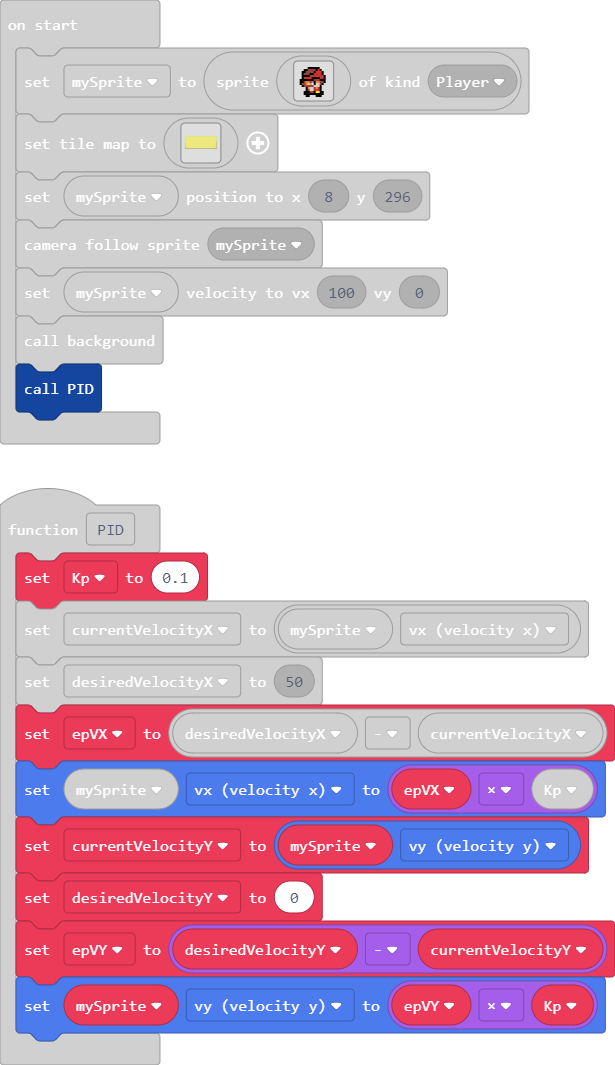 on start
set mySprite to sprite of kind Player
set tile map to
set mySprite position to x 8 y 296
camera follow sprite mySprite
set mySprite velocity to vx 100 vy 0
call background
call PID
function PID
set Kp to 0.1
set currentVelocityX to mySprite vx (velocity x)
set desiredVelocityX to 50
set epVX to desiredVelocityX - currentVelocityX
set mySprite vx (velocity x) to epVX × Kp
set currentVelocityY to mySprite vy (velocity y)
set desiredVelocityY to 0
set epVY to desiredVelocityY - currentVelocityY
set mySprite vy (velocity y) to epVY × Kp